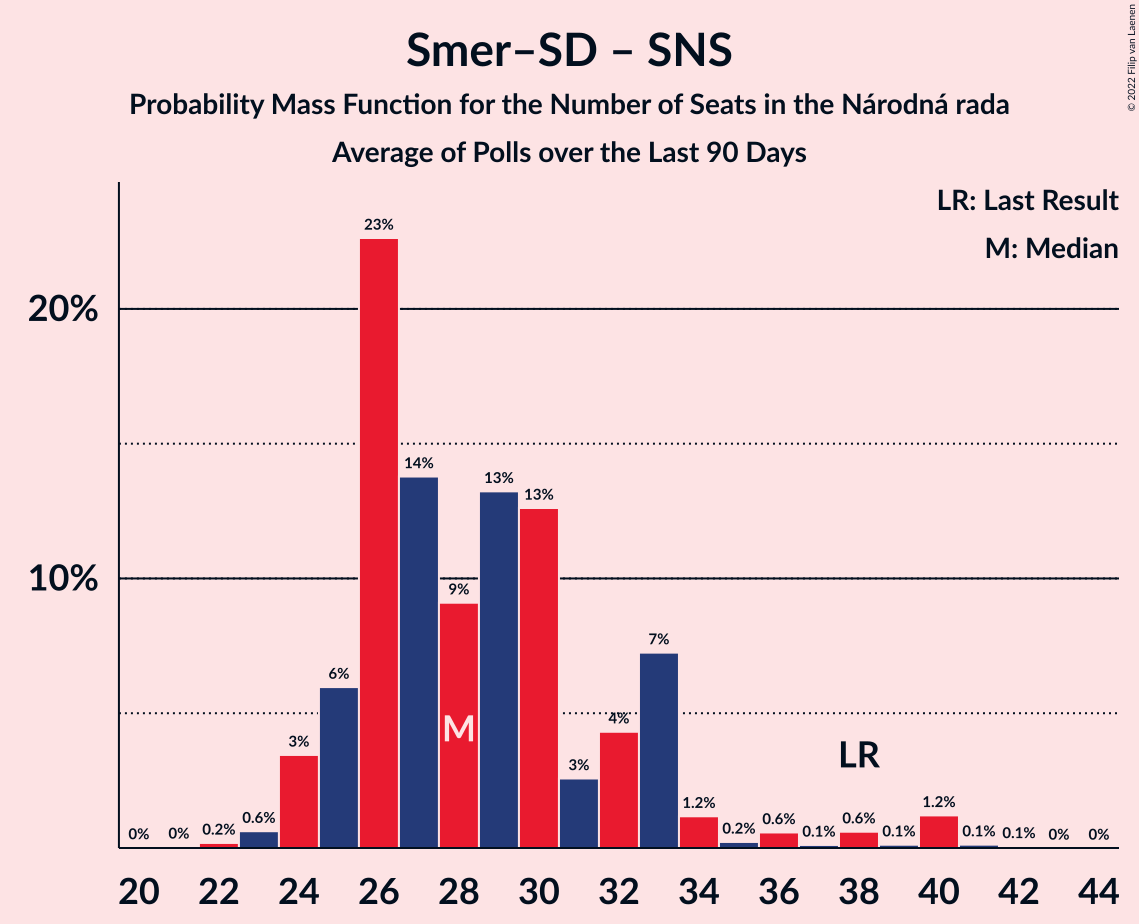 Smer–SD – SNS
Probability Mass Function for the Number of Seats in the Národná rada
Average of Polls over the Last 90 Days
© 2022 Filip van Laenen
LR: Last Result
M: Median
20%
10%
0% 0% 0.2% 0.6% 3% 6% 23% 14% 9% 13% 13% 3% 4% 7% 1.2% 0.2% 0.6% 0.1% 0.6% 0.1% 1.2% 0.1% 0.1% 0% 0%
M
LR
20 22 24 26 28 30 32 34 36 38 40 42 44